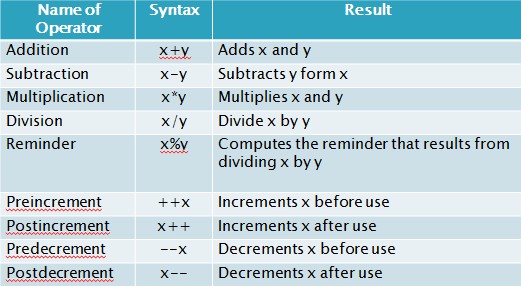 Name of Operator Syntax Result
Addition x+y Adds x and y
Subtraction x-y Subtracts y form x
Multiplication x*y Multiplies x and y
Division x/y Divide x by y
Reminder x%y Computes the reminder that results from
dividing x by y
Preincrement ++x Increments x before use
Postincrement x++ Increments x after use
Predecrement --x Decrements x before use
Postdecrement x-- Decrements x after use